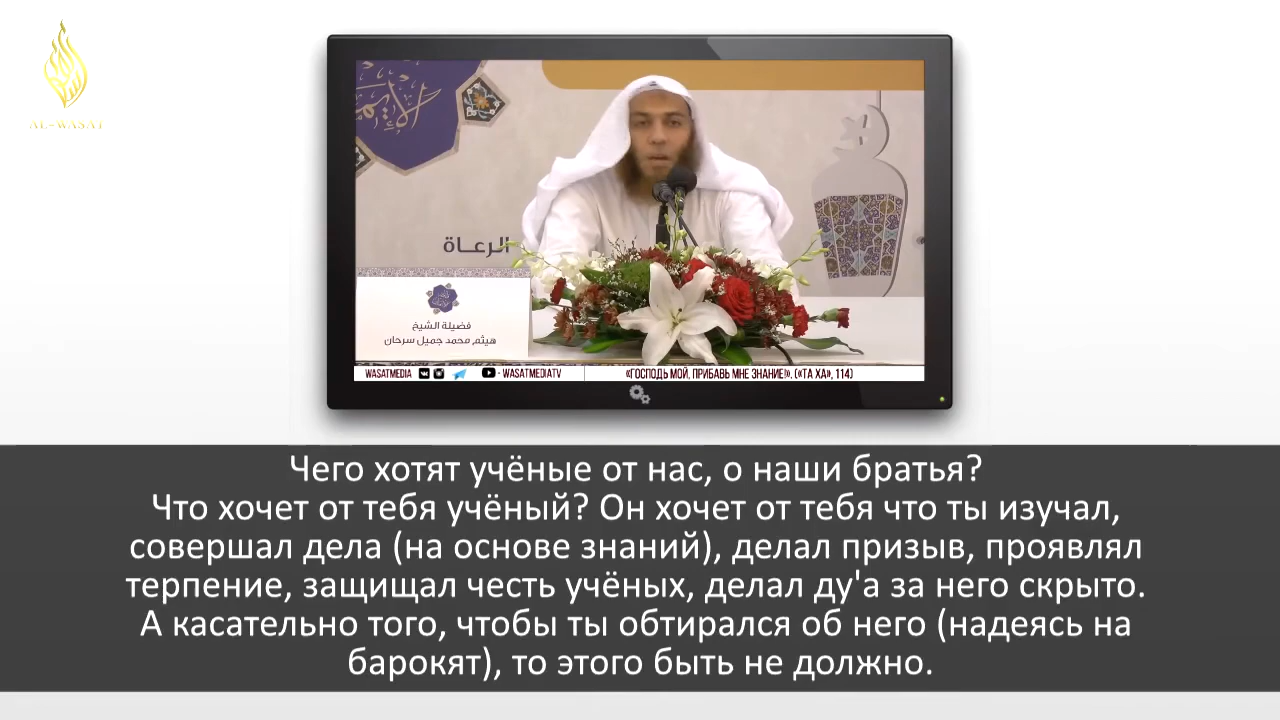 AL-WASAT
الإيم
الرعاة
فضيلة الشيخ
هيثم محمد جميل سرحان
WASATMEDIA - WASATMEDIATV «ГОСПОДЬ МОЙ, ПРИБАВЬ МНЕ ЗНАНИЕ!». («ТА ХА», 114)
Чего хотят учёные от нас, о наши братья?
Что хочет от тебя учёный? Он хочет от тебя что ты изучал,
совершал дела (на основе знаний), делал призыв, проявлял
терпение, защищал честь учёных, делал ду'а за него скрыто.
А касательно того, чтобы ты обтирался об него (надеясь на
барокят), то этого быть не должно.